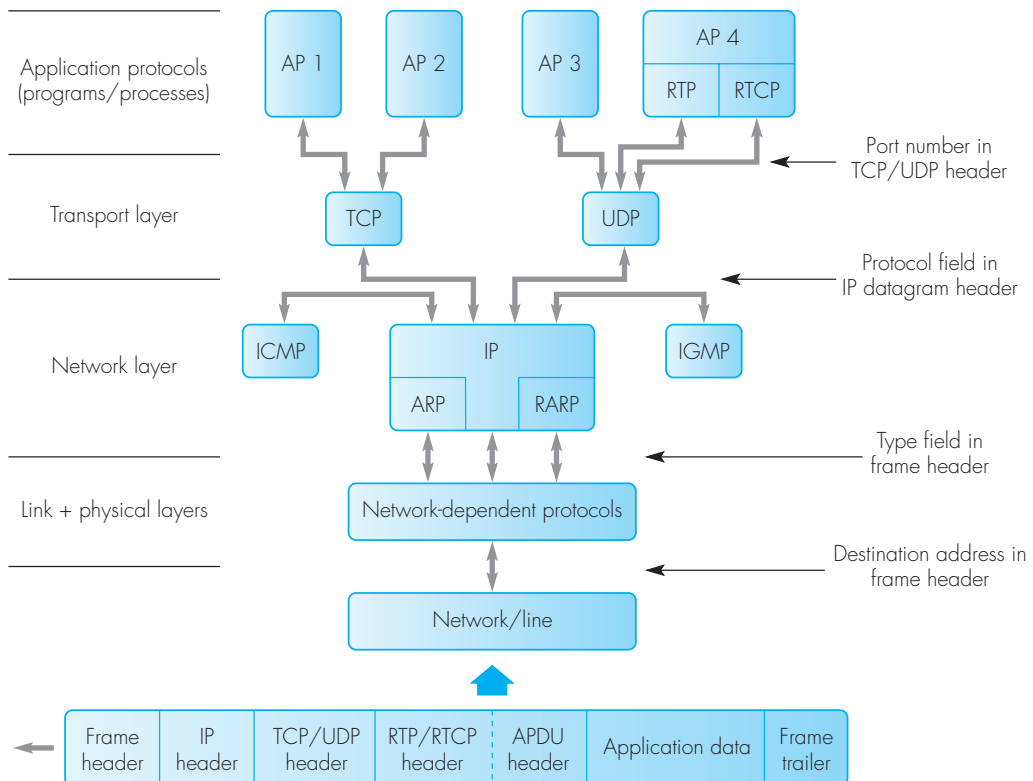 Application protocols
(programs/processes)
AP 1
AP 2
AP 3
AP 4
RTP
RTCP
Port number in
TCP/UDP header
Transport layer
TCP
UDP
Protocol field in
IP datagram header
Network layer
ICMP
IP
IGMP
ARP
RARP
Type field in
frame header
Link + physical layers
Network-dependent protocols
Destination address in
frame header
Network/line
Frame
header
IP
header
TCP/UDP
header
RTP/RTCP
header
APDU
header
Application data
Frame
trailer